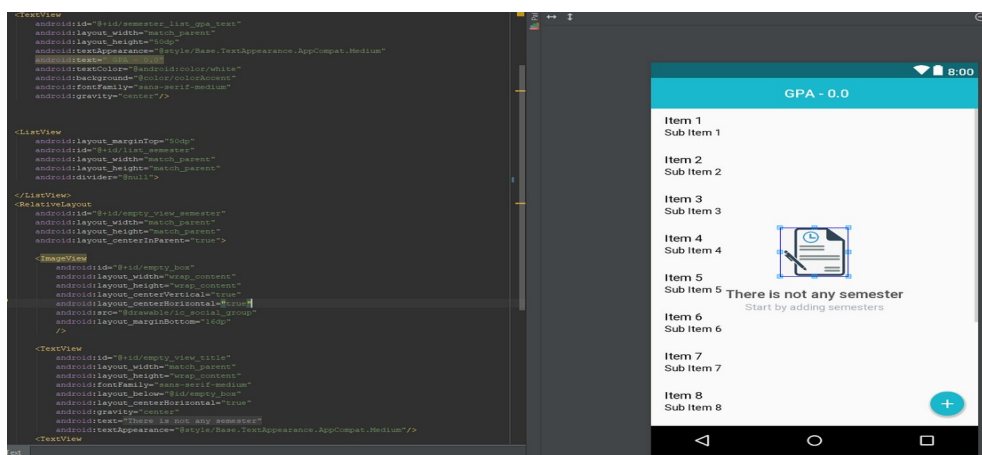 <TextView
android:id="@+id/semester_list_gpa_text"
android:layout_width="match_parent"
android:layout_height="50dp"
android:textAppearance="@style/Base.TextAppearance.AppCompat.Medium"
android:text=" GPA - 0.0"
android:textColor="@android:color/white"
android:background="@color/colorAccent"
android:fontFamily="sans-serif-medium"
android:gravity="center"/>
<ListView
android:layout_marginTop="50dp"
android:id="@+id/list_semester"
android:layout_width="match_parent"
android:layout_height="match_parent"
android:divider="@null">
</ListView>
<RelativeLayout
android:id="@+id/empty_view_semester"
android:layout_width="match_parent"
android:layout_height="match_parent"
android:layout_centerInParent="true">
<ImageView
android:id="@+id/empty_box"
android:layout_width="wrap_content"
android:layout_height="wrap_content"
android:layout_centerVertical="true"
android:layout_centerHorizontal="true"
android:src="@drawable/ic_social_group"
android:layout_marginBottom="16dp"
/>
<TextView
android:id="@+id/empty_view_title"
android:layout_width="match_parent"
android:layout_height="wrap_content"
android:fontFamily="sans-serif-medium"
android:layout_below="@id/empty_box"
android:layout_centerHorizontal="true"
android:gravity="center"
android:text="There is not any semester"
android:textAppearance="@style/Base.TextAppearance.AppCompat.Medium"/>
<TextView
Text
8:00
GPA - 0.0
Item 1
Sub Item 1
Item 2
Sub Item 2
Item 3
Sub Item 3
Item 4
Sub Item 4
Item 5
Sub Item 5
There is not any semester
Start by adding semesters
Item 6
Sub Item 6
Item 7
Sub Item 7
Item 8
Sub Item 8